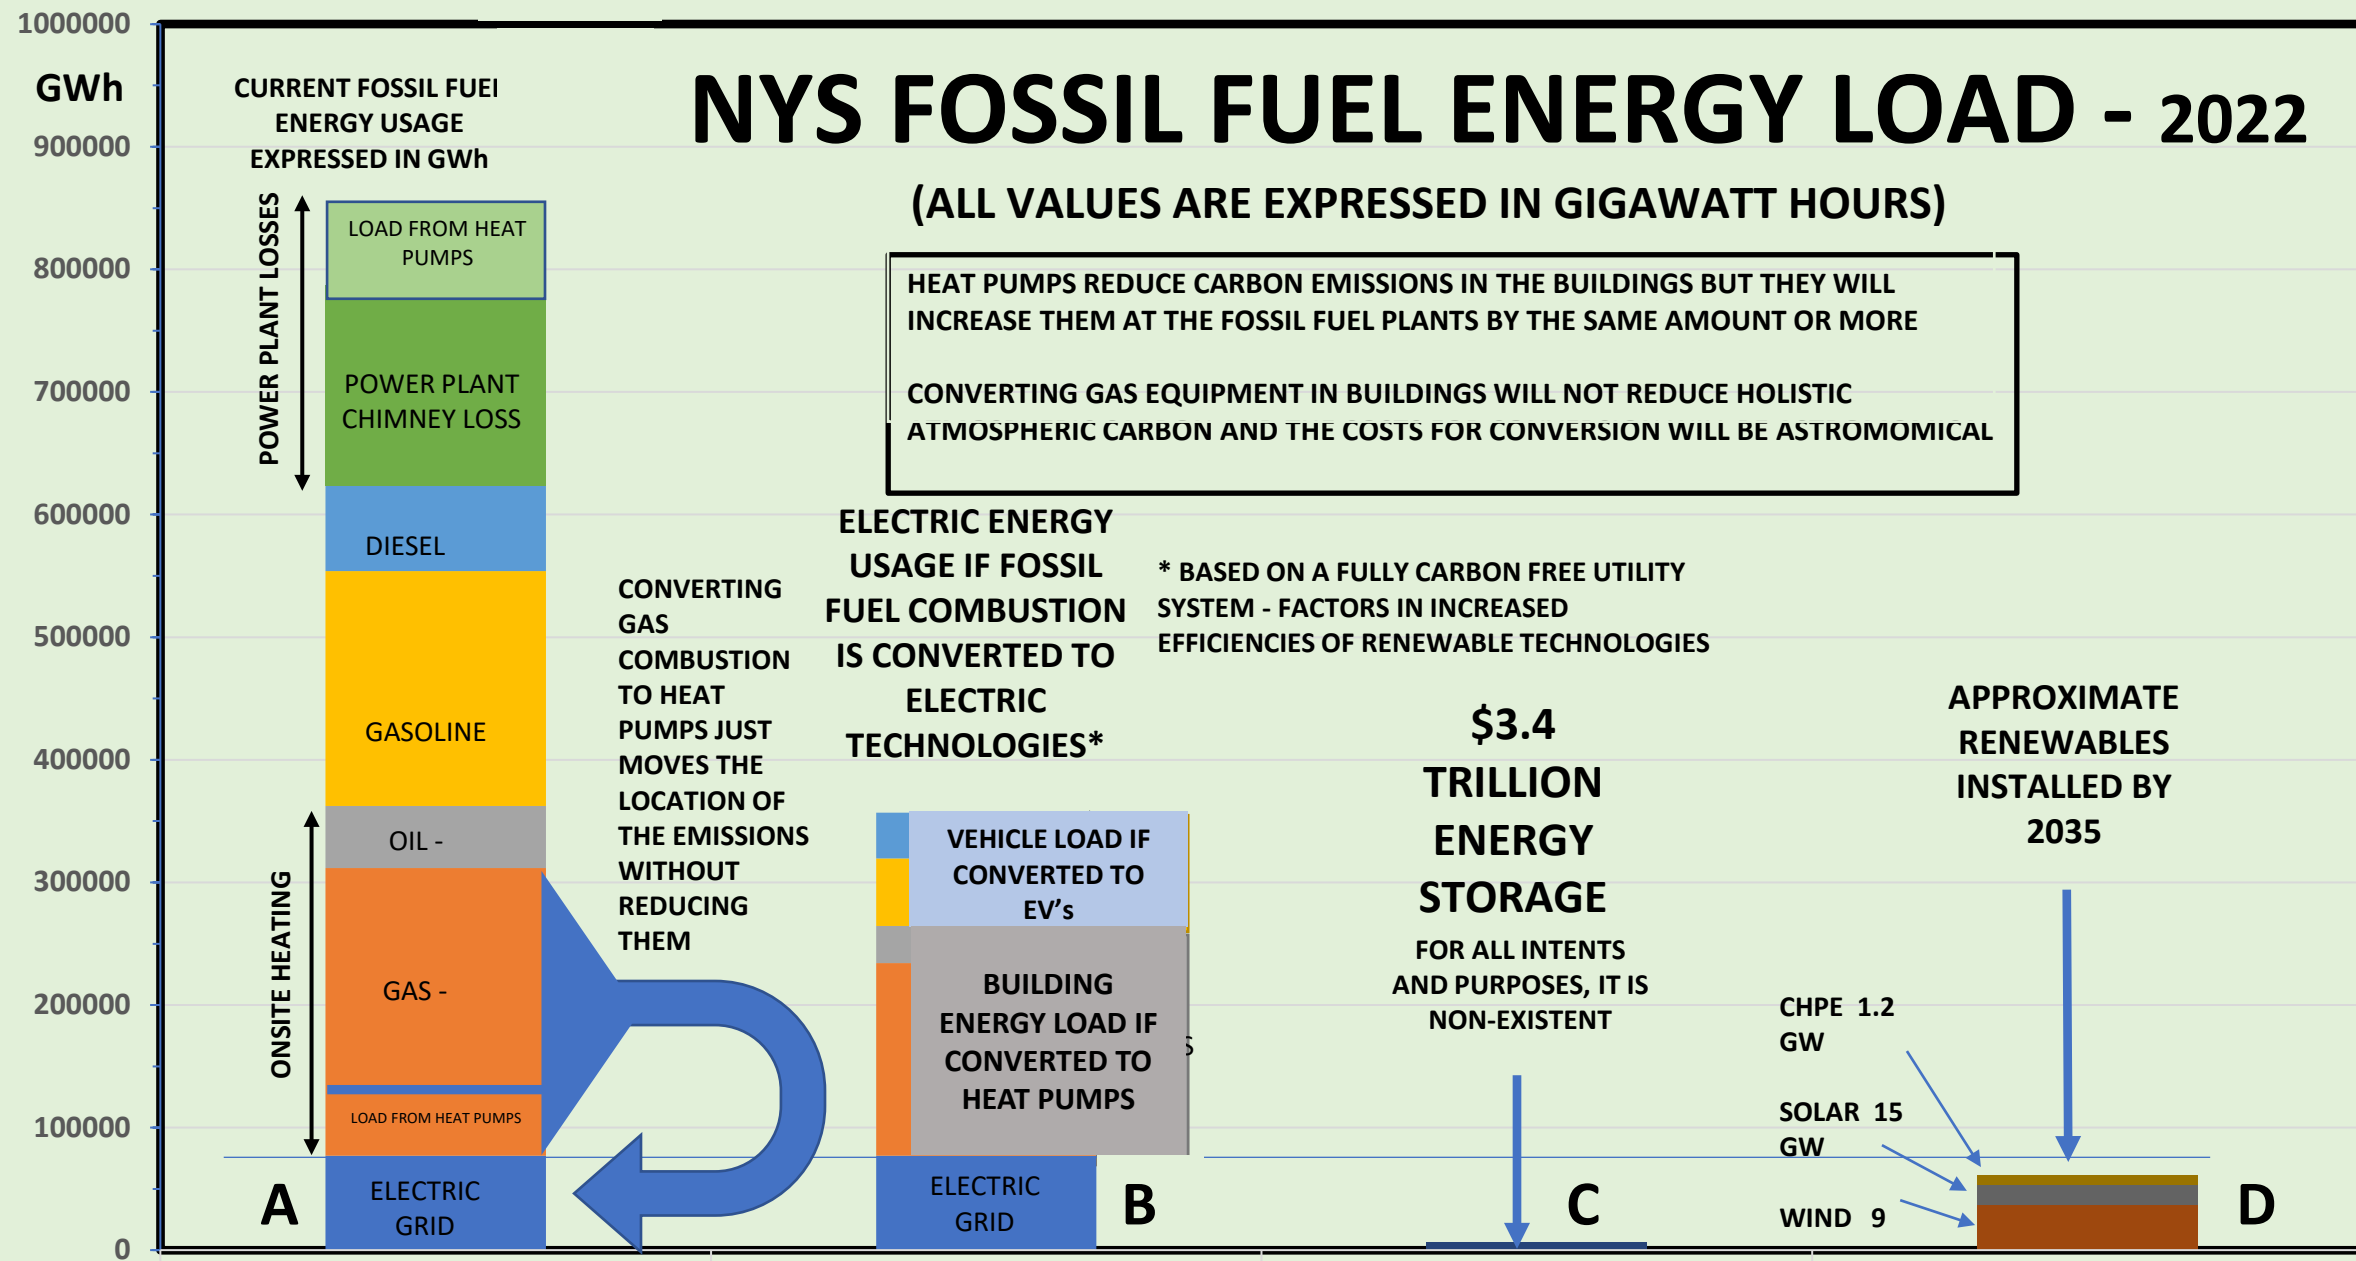 NYS FOSSIL FUEL ENERGY LOAD - 2022
(ALL VALUES ARE EXPRESSED IN GIGAWATT HOURS)
1000000
GWh
900000
800000
700000
600000
500000
400000
300000
200000
100000
0
CURRENT FOSSIL FUEL
ENERGY USAGE
EXPRESSED IN GWh
POWER PLANT LOSSES
LOAD FROM HEAT
PUMPS
POWER PLANT
CHIMNEY LOSS
DIESEL
GASOLINE
ONSITE HEATING
OIL -
GAS -
LOAD FROM HEAT PUMPS
A
ELECTRIC
GRID
HEAT PUMPS REDUCE CARBON EMISSIONS IN THE BUILDINGS BUT THEY WILL
INCREASE THEM AT THE FOSSIL FUEL PLANTS BY THE SAME AMOUNT OR MORE
CONVERTING GAS EQUIPMENT IN BUILDINGS WILL NOT REDUCE HOLISTIC
ATMOSPHERIC CARBON AND THE COSTS FOR CONVERSION WILL BE ASTROMOMICAL
CONVERTING
GAS
COMBUSTION
TO HEAT
PUMPS JUST
MOVES THE
LOCATION OF
THE EMISSIONS
WITHOUT
REDUCING
THEM
ELECTRIC ENERGY
USAGE IF FOSSIL
FUEL COMBUSTION
IS CONVERTED TO
ELECTRIC
TECHNOLOGIES*
* BASED ON A FULLY CARBON FREE UTILITY
SYSTEM - FACTORS IN INCREASED
EFFICIENCIES OF RENEWABLE TECHNOLOGIES
VEHICLE LOAD IF
CONVERTED TO
EV's
BUILDING
ENERGY LOAD IF
CONVERTED TO
HEAT PUMPS
S
ELECTRIC
GRID
B
$3.4
TRILLION
ENERGY
STORAGE
FOR ALL INTENTS
AND PURPOSES, IT IS
NON-EXISTENT
C
APPROXIMATE
RENEWABLES
INSTALLED BY
2035
CHPE 1.2
GW
SOLAR 15
GW
WIND 9
D